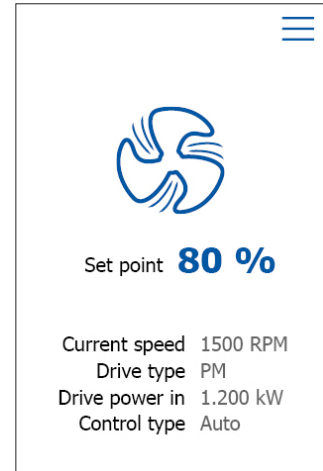 Set point 80 %
Current speed 1500 RPM
Drive type PM
Drive power in 1.200 kW
Control type Auto